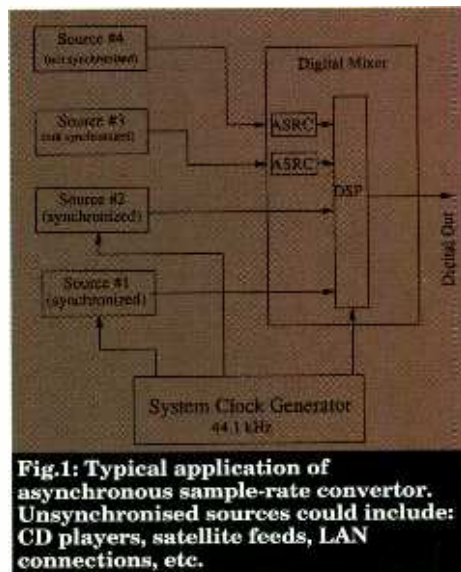 Source #4
(not synchronized)
Digital Mixer
Source #3
(not synchronized)
ASRC
ASRC
DSP
Source #2
(synchronized)
Digital Out
Source #1
(synchronized)
System Clock Generator
44.1 kHz
Fig.1: Typical application of
asynchronous sample-rate convertor.
Unsynchronised sources could include:
CD players, satellite feeds, LAN
connections, etc.